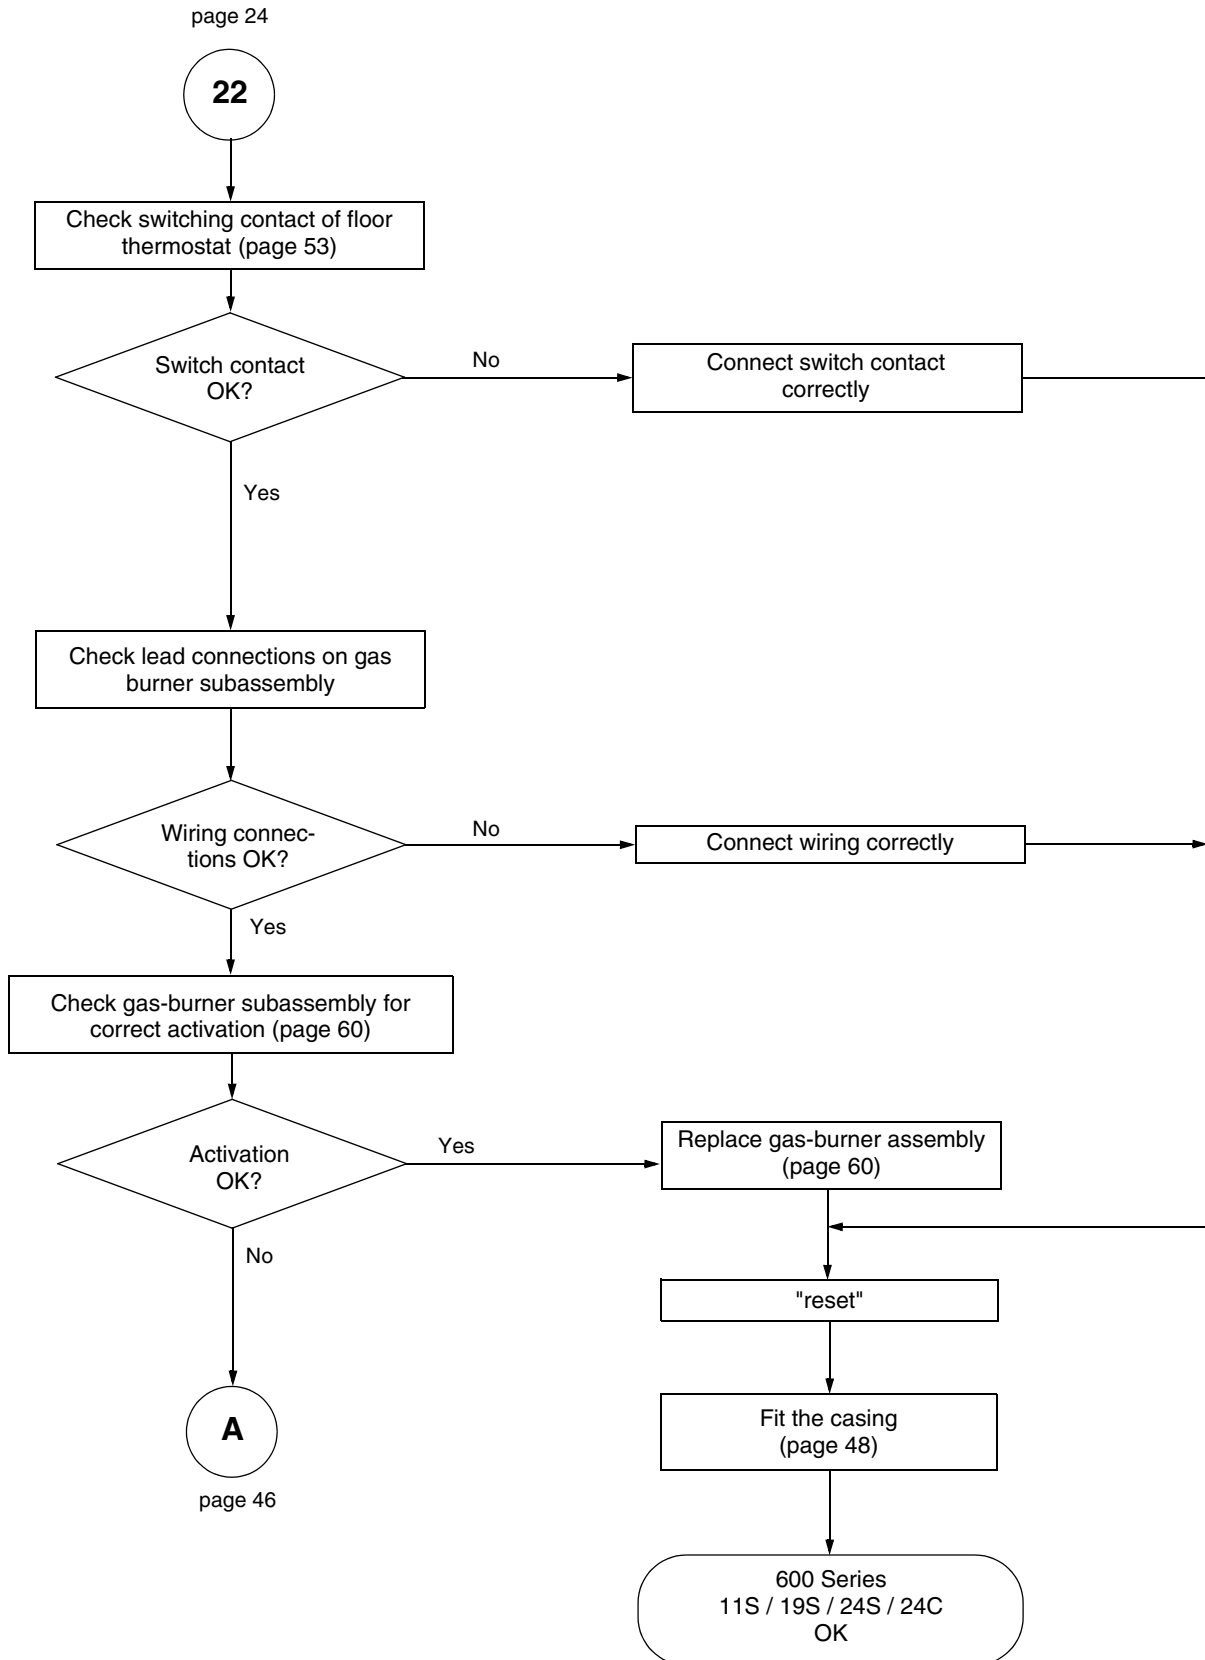 page 24
22
Check switching contact of floor
thermostat (page 53)
Switch contact
OK?
No
Connect switch contact
correctly
Yes
Check lead connections on gas
burner subassembly
Wiring connec-
tions OK?
No
Connect wiring correctly
Yes
Check gas-burner subassembly for
correct activation (page 60)
Activation
OK?
Yes
Replace gas-burner assembly
(page 60)
No
"reset"
A
page 46
Fit the casing
(page 48)
600 Series
11S / 19S / 24S / 24C
OK